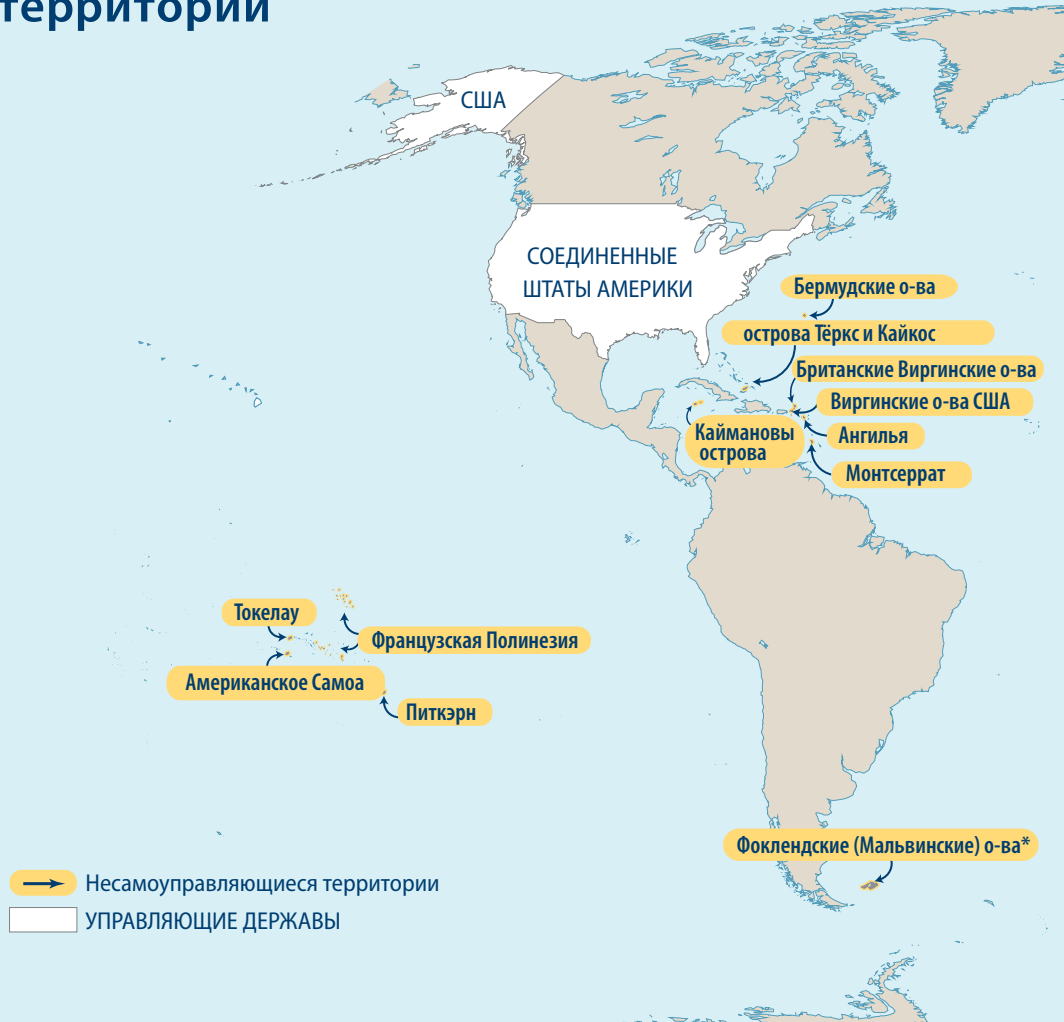 территории
США
СОЕДИНЕННЫЕ
ШТАТЫ АМЕРИКИ
Бермудские о-ва
острова Тёркс и Кайкос
Британские Виргинские о-ва
Виргинские о-ва США
Каймановы
острова
Ангилья
Монтсеррат
Токелау
Французская Полинезия
Американское Самоа
Питкэрн
Фоклендские (Мальвинские) о-ва*
Несамоуправляющиеся территории
УПРАВЛЯЮЩИЕ ДЕРЖАВЫ